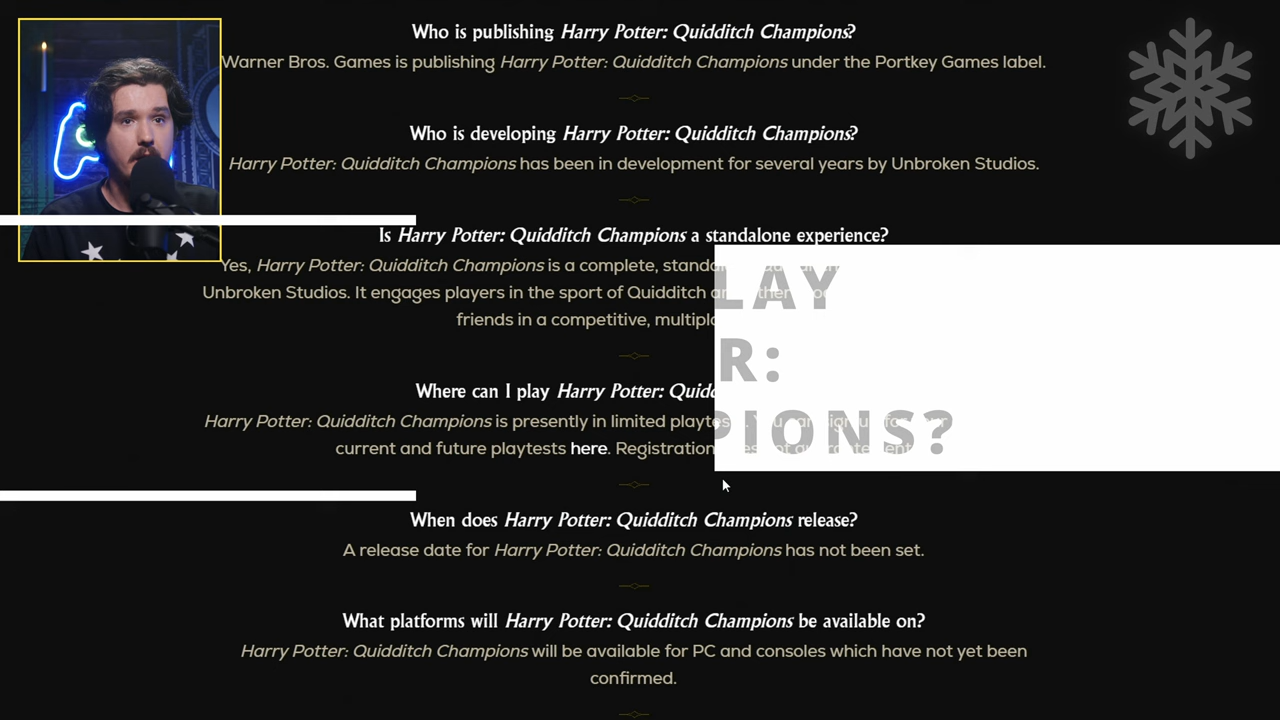 Who is publishing Harry Potter: Quidditch Champions?
Warner Bros. Games is publishing Harry Potter: Quidditch Champions under the Portkey Games label.
Who is developing Harry Potter: Quidditch Champions?
Harry Potter: Quidditch Champions has been in development for several years by Unbroken Studios.
Is Harry Potter: Quidditch Champions a standalone experience?
Yes, Harry Potter: Quidditch Champions is a complete,
Unbroken Studios. It engages players in the sport of Quidditch
friends in a competitive,
LAY
R:
PIONS?
Where can I play Harry Potter:
Harry Potter: Quidditch Champions is presently in limited
current and future playtests here. Registration
When does Harry Potter: Quidditch Champions release?
A release date for Harry Potter: Quidditch Champions has not been set.
What platforms will Harry Potter: Quidditch Champions be available on?
Harry Potter: Quidditch Champions will be available for PC and consoles which have not yet been
confirmed.